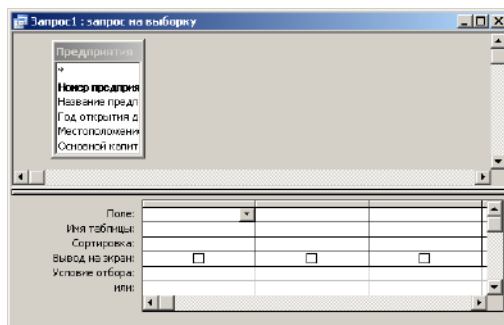 Запрос1 : запрос на выборку
Предприятия
*
Номер предприя
Название предп
Год открытия д
Местоположени
Основной капит
Поле:
Имя таблицы:
Сортировка:
Вывод на экран:
Условие отбора:
или: